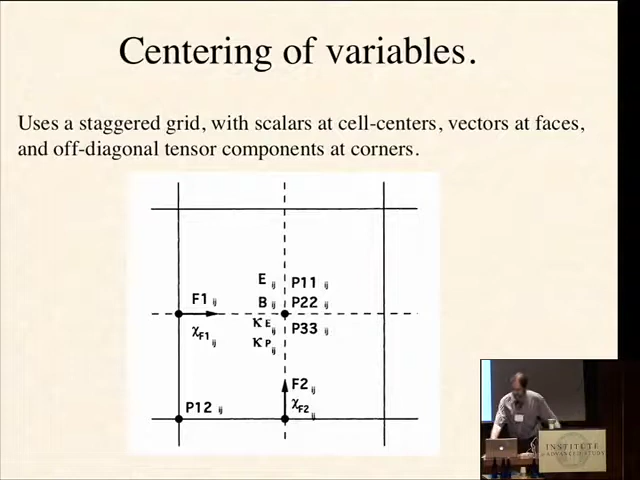 Centering of variables.
Uses a staggered grid, with scalars at cell-centers, vectors at faces,
and off-diagonal tensor components at corners.
E ij P11 ij
F1 ij B ij P22 ij
χF1 ij κE ij P33 ij
κP ij
F2 ij
P12 ij χF2 ij
INSTITUTE
ADVANCED STUDY